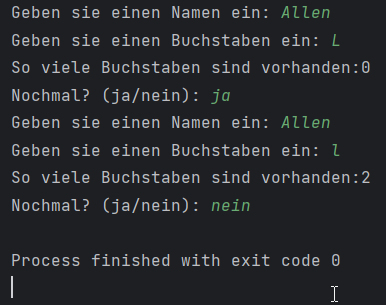 Geben sie einen Namen ein: Allen
Geben sie einen Buchstaben ein: L
So viele Buchstaben sind vorhanden:0
Nochmal? (ja/nein): ja
Geben sie einen Namen ein: Allen
Geben sie einen Buchstaben ein: l
So viele Buchstaben sind vorhanden:2
Nochmal? (ja/nein): nein
Process finished with exit code 0